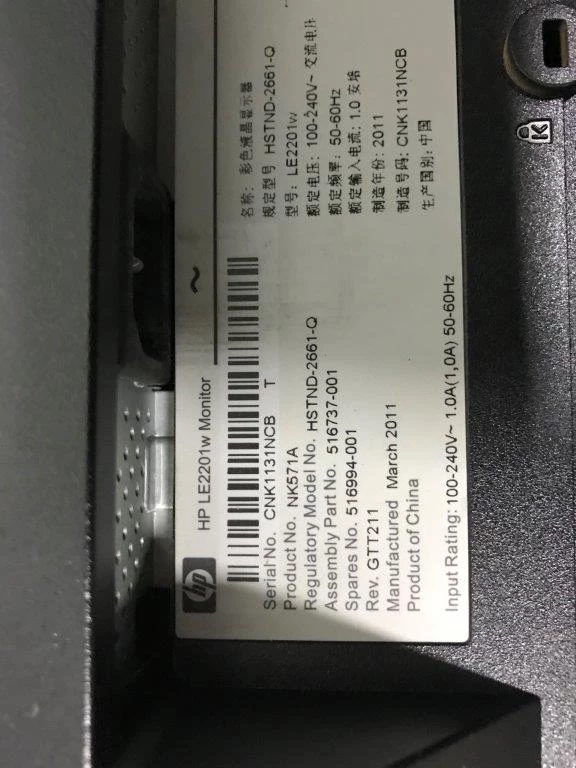 hp HP LE2201w Monitor ~
Serial No. CNK1131NCB T
Product No. NK571A
Regulatory Model No. HSTND-2661-Q
Assembly Part No. 516737-001
Spares No. 516994-001
Rev. GTT211
Manufactured March 2011
Product of China
Input Rating: 100-240V~ 1.0A(1,0A) 50-60Hz
名称: 彩色液晶显示器
规定型号 HSTND-2661-Q
型号: LE2201w
额定电压: 100-240V~ 交流电压
额定频率: 50-60Hz
额定输入电流: 1.0 安培
制造年份: 2011
制造号码: CNK1131NCB
生产国别: 中国
K